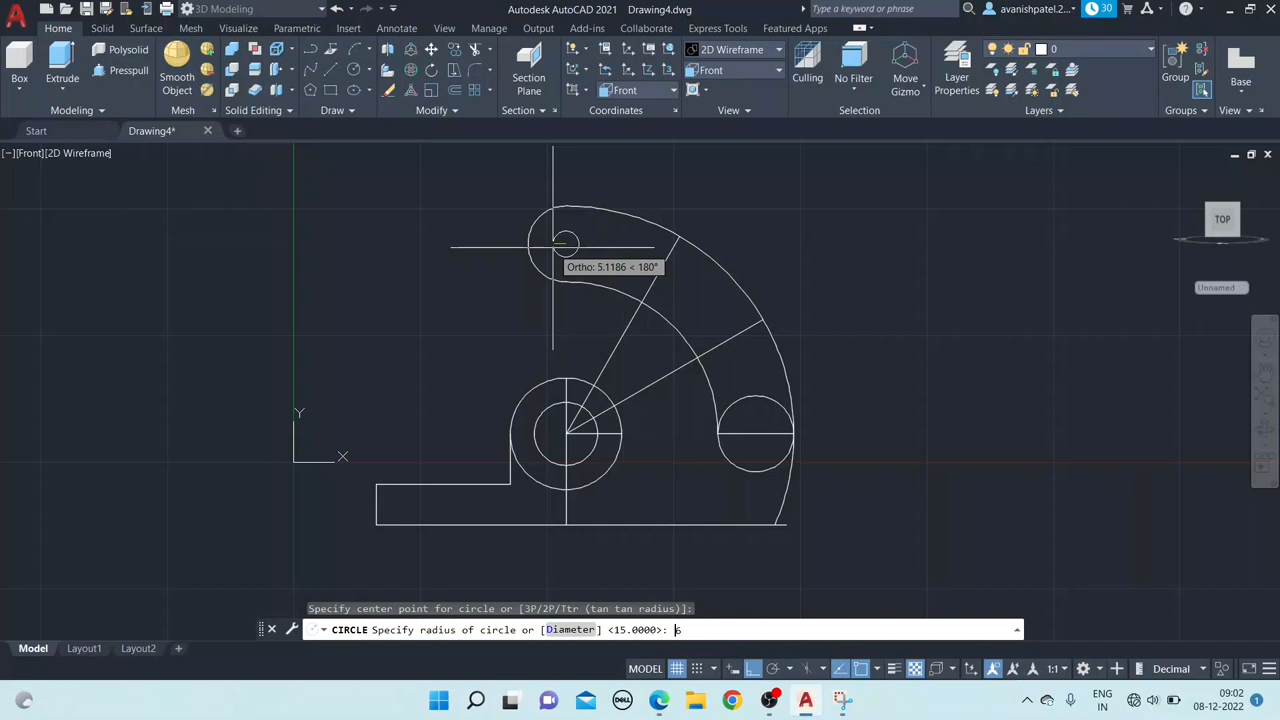 3D Modeling
Autodesk AutoCAD 2021 Drawing4.dwg
Type a keyword or phrase
avanishpatel.2...
30
Home Solid Surface Mesh Visualize Parametric Insert Annotate View Manage Output Add-ins Collaborate Express Tools Featured Apps
Box
Extrude
Polysolid
Presspull
Smooth
Object
Section
Plane
2D Wireframe
Front
Front
Culling
No Filter
Move
Gizmo
Layer
Properties
0
Group
Base
Modeling Mesh Solid Editing Draw Modify Section Coordinates View Selection Layers Groups View
Start
Drawing4*
[−][Front][2D Wireframe]
TOP
Unnamed
Ortho: 5.1186 < 180°
Y
X
Specify center point for circle or [3P/2P/Ttr (tan tan radius)]:
CIRCLE Specify radius of circle or [Diameter] <15.0000>: 6
Model Layout1 Layout2
MODEL
1:1
Decimal
DELL
ENG
IN
09:02
08-12-2022
1